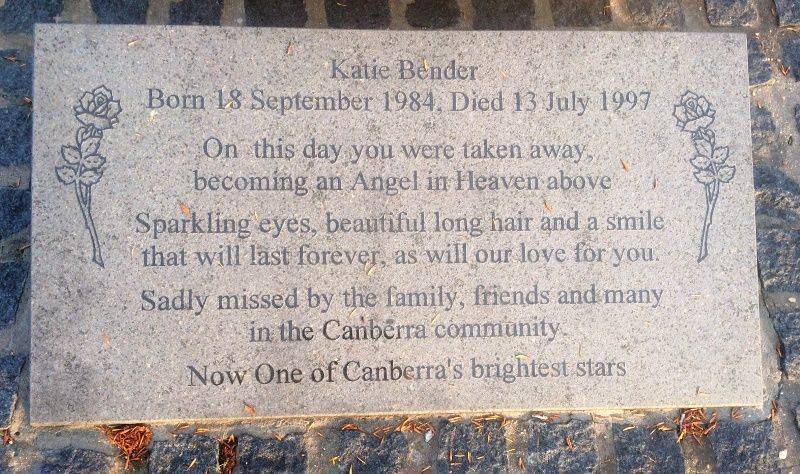 Katie Bender
Born 18 September 1984. Died 13 July 1997
On this day you were taken away,
becoming an Angel in Heaven above
Sparkling eyes, beautiful long hair and a smile
that will last forever, as will our love for you.
Sadly missed by the family, friends and many
in the Canberra community.
Now One of Canberra's brightest stars